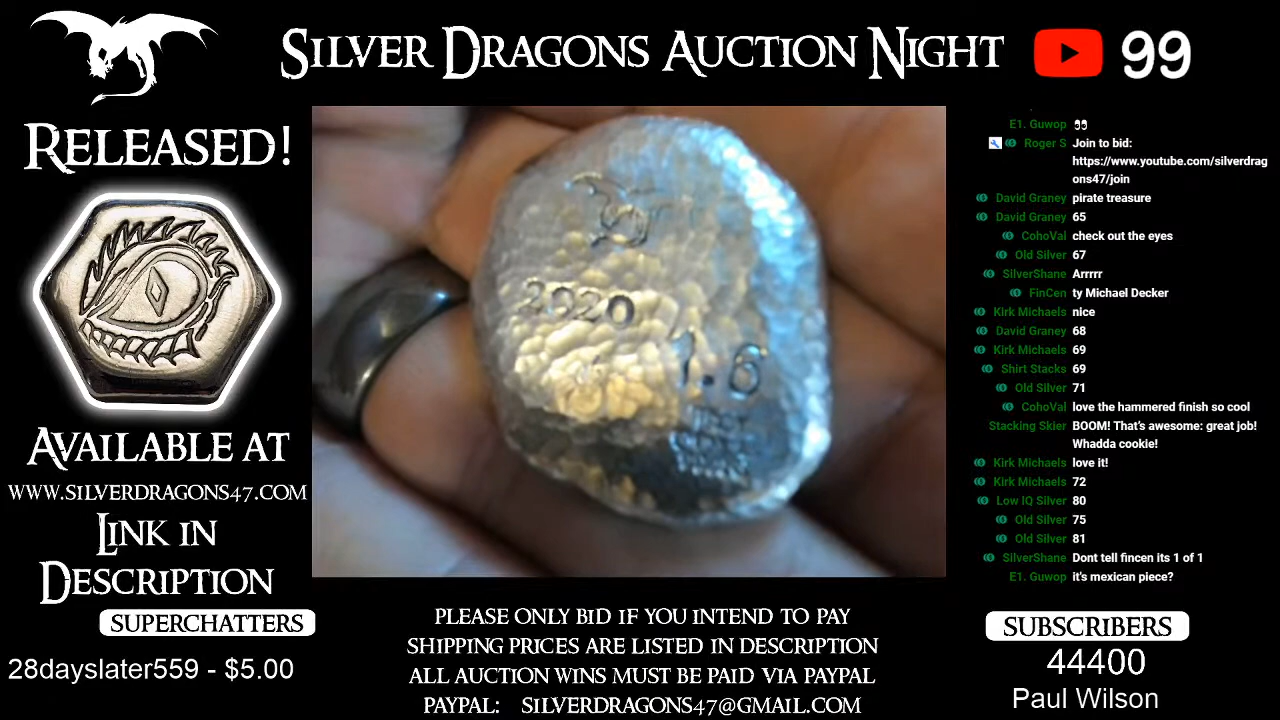 SILVER DRAGONS AUCTION NIGHT
99
RELEASED!
AVAILABLE AT
WWW.SILVERDRAGONS47.COM
LINK IN
DESCRIPTION
SUPERCHATTERS
28dayslater559 - $5.00
2020
1.6
E1. Guwop 99
Roger S Join to bid:
https://www.youtube.com/silverdrag
ons47/join
David Graney pirate treasure
David Graney 65
CohoVal check out the eyes
Old Silver 67
SilverShane Arrrrr
FinCen ty Michael Decker
Kirk Michaels nice
David Graney 68
Kirk Michaels 69
Shirt Stacks 69
Old Silver 71
CohoVal love the hammered finish so cool
Stacking Skier BOOM! That's awesome: great job!
Whadda cookie!
Kirk Michaels love it!
Kirk Michaels 72
Low IQ Silver 80
Old Silver 75
Old Silver 81
SilverShane Dont tell fincen its 1 of 1
E1. Guwop it's mexican piece?
PLEASE ONLY BID IF YOU INTEND TO PAY
SHIPPING PRICES ARE LISTED IN DESCRIPTION
ALL AUCTION WINS MUST BE PAID VIA PAYPAL
PAYPAL: SILVERDRAGONS47@GMAIL.COM
SUBSCRIBERS
44400
Paul Wilson